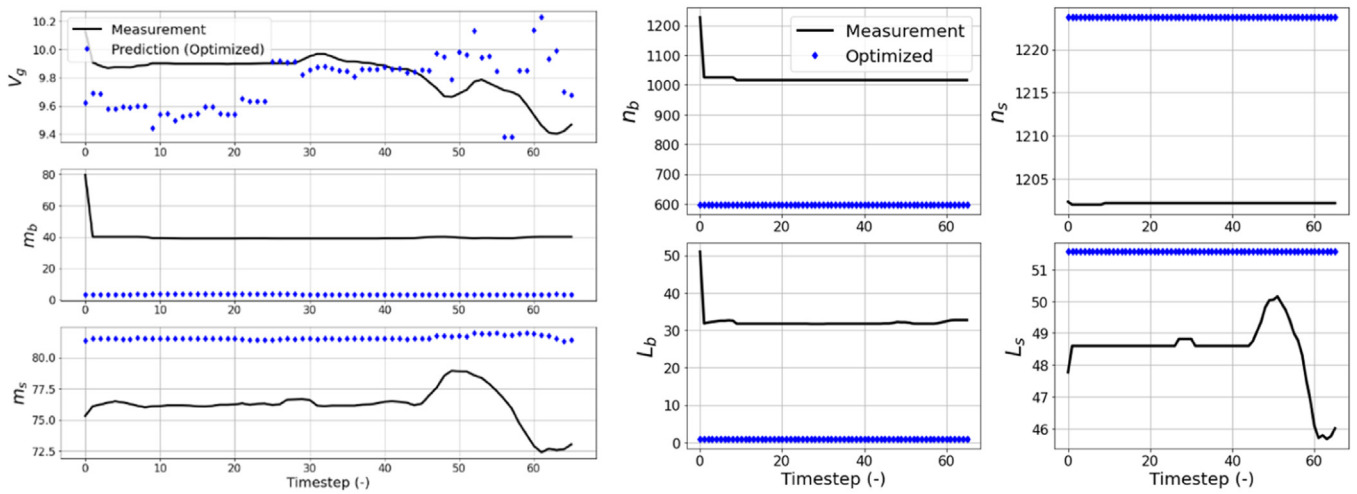 10.2
10.0
9.8
9.6
9.4
V_g
Measurement
Prediction (Optimized)
0 10 20 30 40 50 60
80
60
40
20
0
m_b
0 10 20 30 40 50 60
80.0
77.5
75.0
72.5
m_s
0 10 20 30 40 50 60
Timestep (-)
1200
1100
1000
900
800
700
600
n_b
Measurement
Optimized
0 20 40 60
1220
1215
1210
1205
n_s
0 20 40 60
50
40
30
20
10
0
L_b
0 20 40 60
Timestep (-)
51
50
49
48
47
46
L_s
0 20 40 60
Timestep (-)